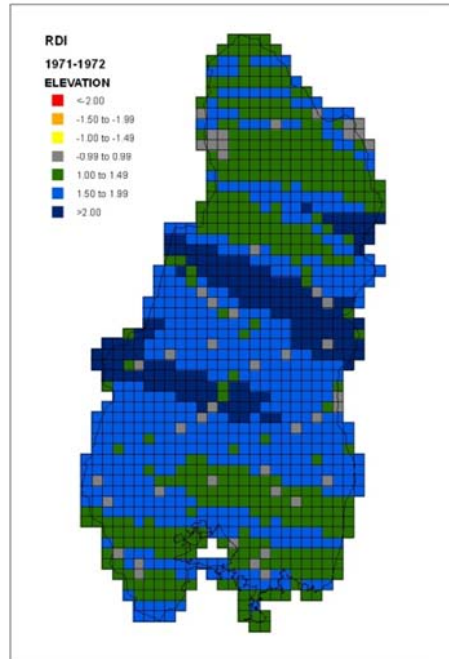 RDI
1971-1972
ELEVATION
<-2.00
-1.50 to -1.99
-1.00 to -1.49
-0.99 to 0.99
1.00 to 1.49
1.50 to 1.99
>2.00